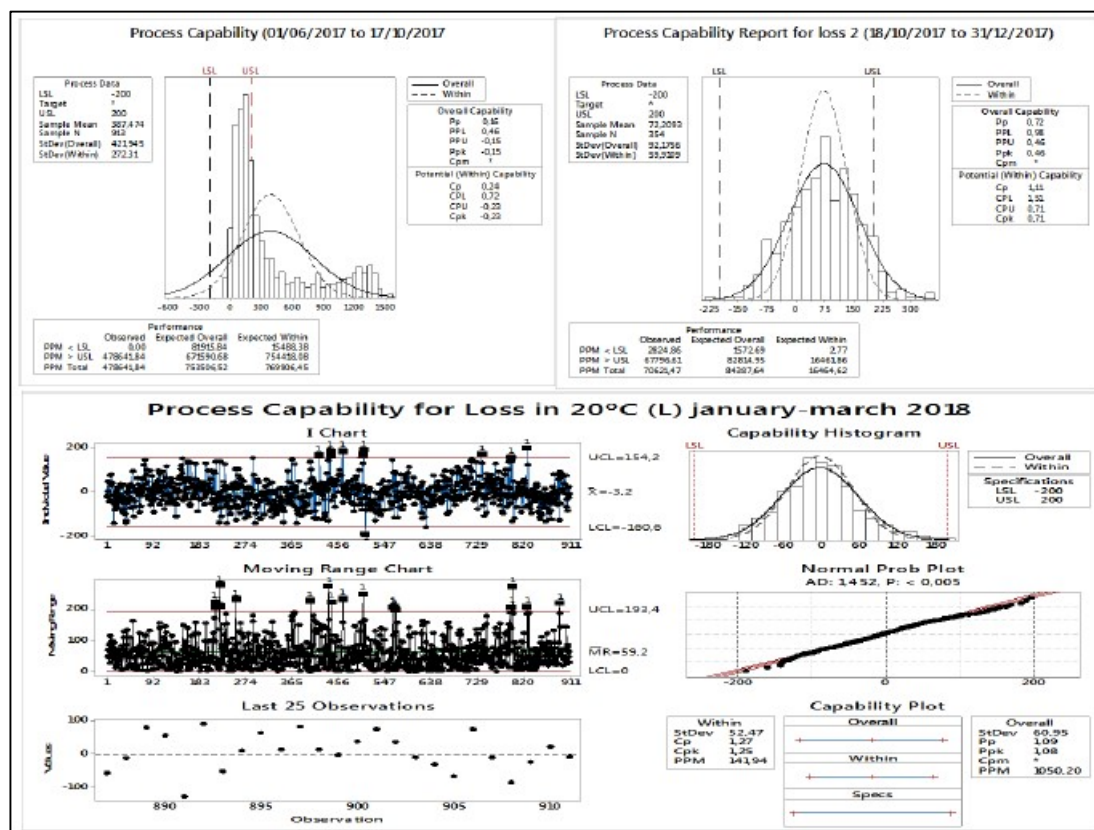 Process Capability (01/06/2017 to 17/10/2017
LSL USL
Process Data
LSL -200
Target *
USL 200
Sample Mean 387,474
Sample N 913
StDev(Overall) 421,945
StDev(Within) 272,31
Overall
Within
Overall Capability
Pp 0,16
PPL 0,46
PPU -0,15
Ppk -0,15
Cpm *
Potential (Within) Capability
Cp 0,24
CPL 0,72
CPU -0,23
Cpk -0,23
-600 -300 0 300 600 900 1200 1500
Performance
Observed Expected Overall Expected Within
PPM < LSL 0,00 81915,84 15488,38
PPM > USL 478641,84 671590,68 754418,08
PPM Total 478641,84 753506,52 769906,45
Process Capability Report for loss 2 (18/10/2017 to 31/12/2017)
LSL USL
Process Data
LSL -200
Target *
USL 200
Sample Mean 72,2093
Sample N 354
StDev(Overall) 92,1756
StDev(Within) 59,9189
Overall
Within
Overall Capability
Pp 0,72
PPL 0,98
PPU 0,46
Ppk 0,46
Cpm *
Potential (Within) Capability
Cp 1,11
CPL 1,51
CPU 0,71
Cpk 0,71
-225 -150 -75 0 75 150 225 300
Performance
Observed Expected Overall Expected Within
PPM < LSL 2824,86 1572,69 2,77
PPM > USL 67796,61 82814,95 16461,86
PPM Total 70621,47 84387,64 16464,62
Process Capability for Loss in 20ºC (L) january-march 2018
I Chart
Individual Value
200
0
-200
UCL=154,2
X̄=-3,2
LCL=-160,6
1 92 183 274 365 456 547 638 729 820 911
Moving Range Chart
Moving Range
200
100
0
UCL=193,4
M̄R̄=59,2
LCL=0
1 92 183 274 365 456 547 638 729 820 911
Last 25 Observations
Values
100
0
-100
890 895 900 905 910
Observation
Capability Histogram
LSL USL
Overall
Within
Specifications
LSL -200
USL 200
-180 -120 -60 0 60 120 180
Normal Prob Plot
AD: 1,452, P: < 0,005
-200 0 200
Capability Plot
Within
StDev 52,47
Cp 1,27
Cpk 1,25
PPM 141,94
Overall
Within
Specs
Overall
StDev 60,95
Pp 1,09
Ppk 1,08
Cpm *
PPM 1050,20